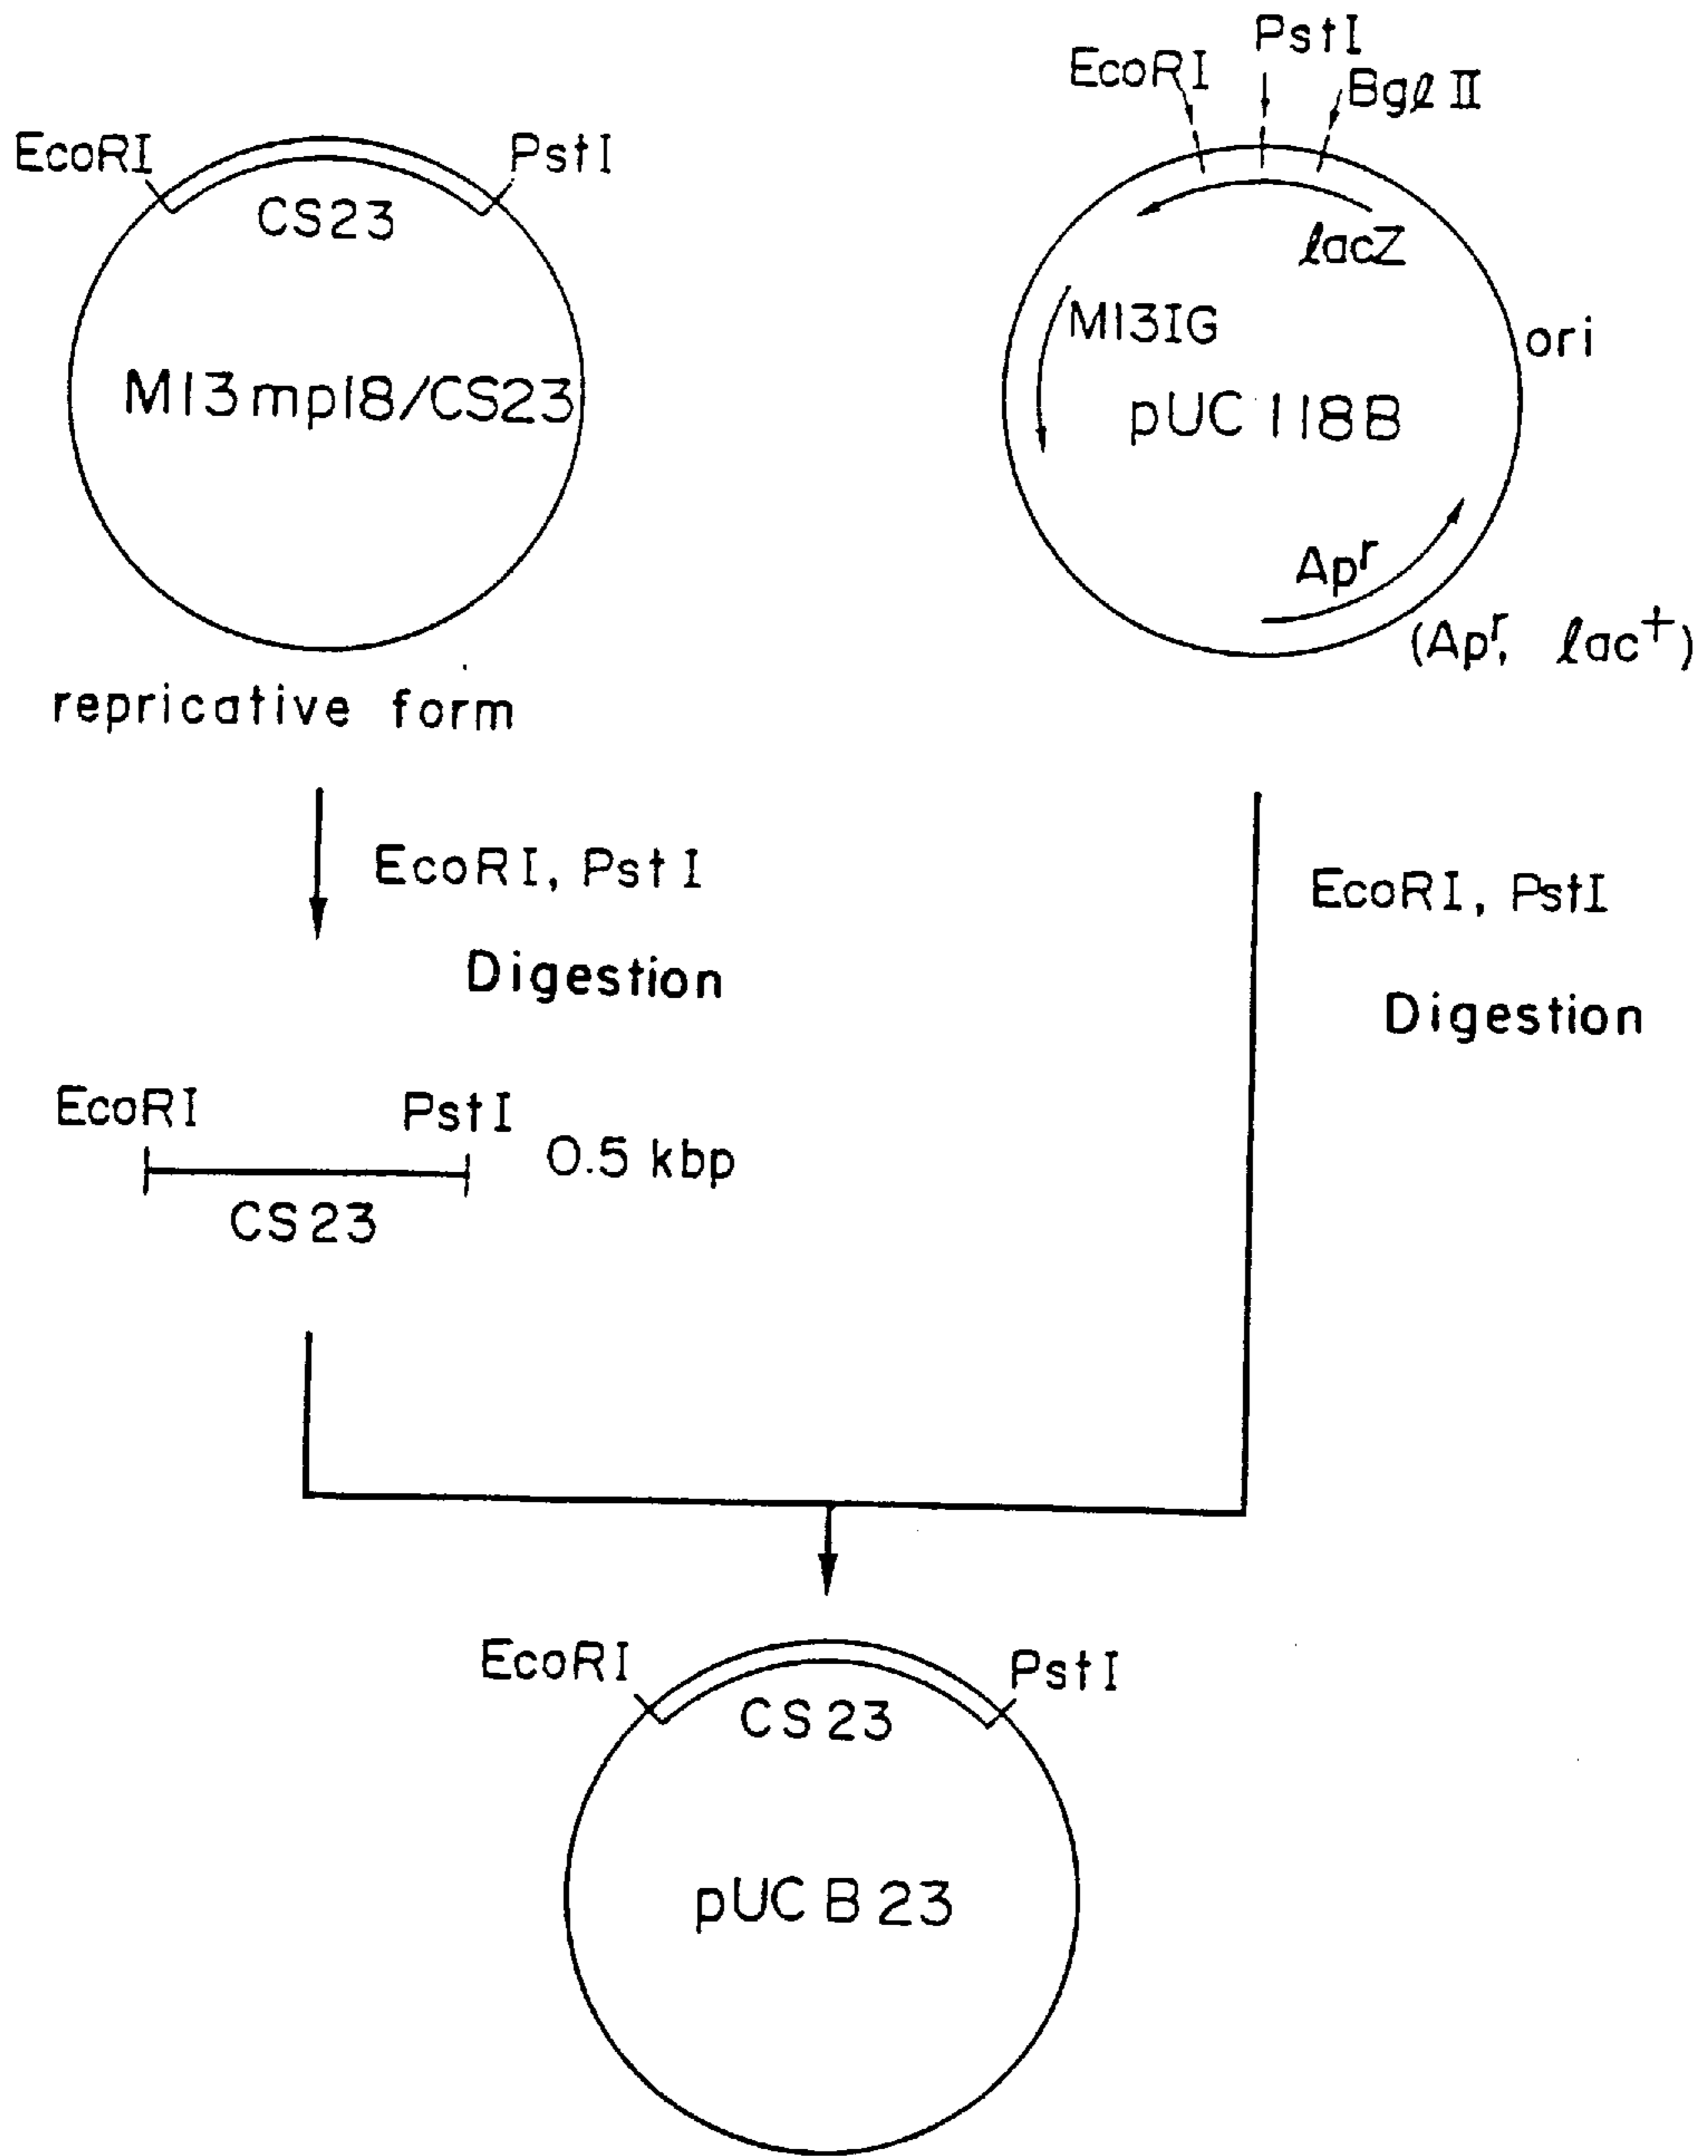 EcoRI
PstI
CS23
M13mp18/CS23
repricative form
EcoRI
PstI
BglII
lacZ
M13IG
ori
pUC118B
Apr
(Apr, lac+)
EcoRI, PstI
Digestion
EcoRI, PstI
Digestion
EcoRI
PstI
0.5 kbp
CS23
EcoRI
PstI
CS23
pUCB23